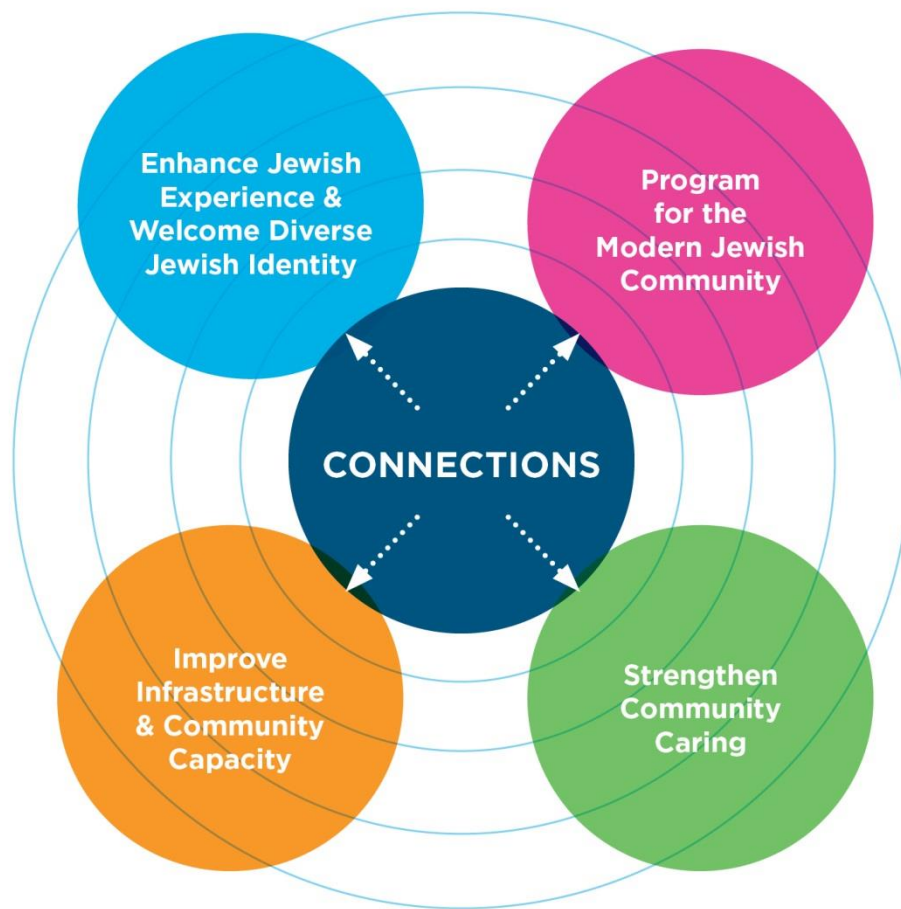 Enhance Jewish
Experience &
Welcome Diverse
Jewish Identity
Program
for the
Modern Jewish
Community
CONNECTIONS
Improve
Infrastructure
& Community
Capacity
Strengthen
Community
Caring